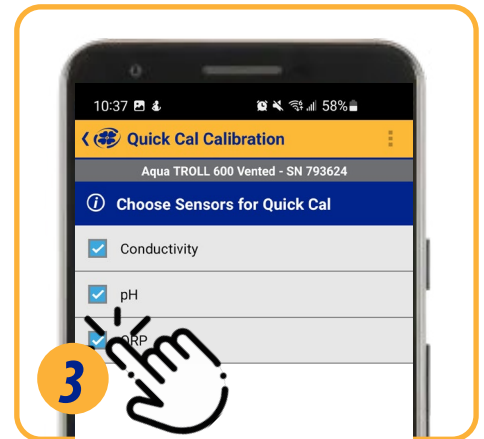 10:37 58%
Quick Cal Calibration
Aqua TROLL 600 Vented - SN 793624
Choose Sensors for Quick Cal
Conductivity
pH
ORP
3